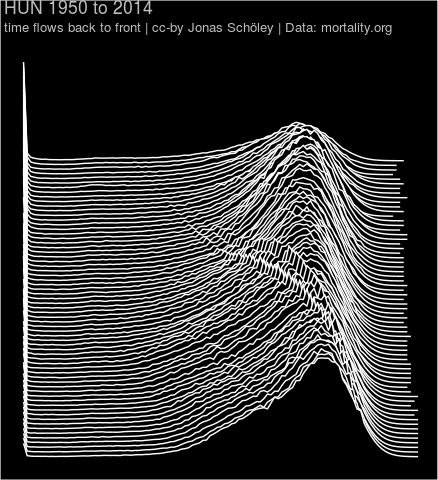 HUN 1950 to 2014
time flows back to front | cc-by Jonas Schöley | Data: mortality.org